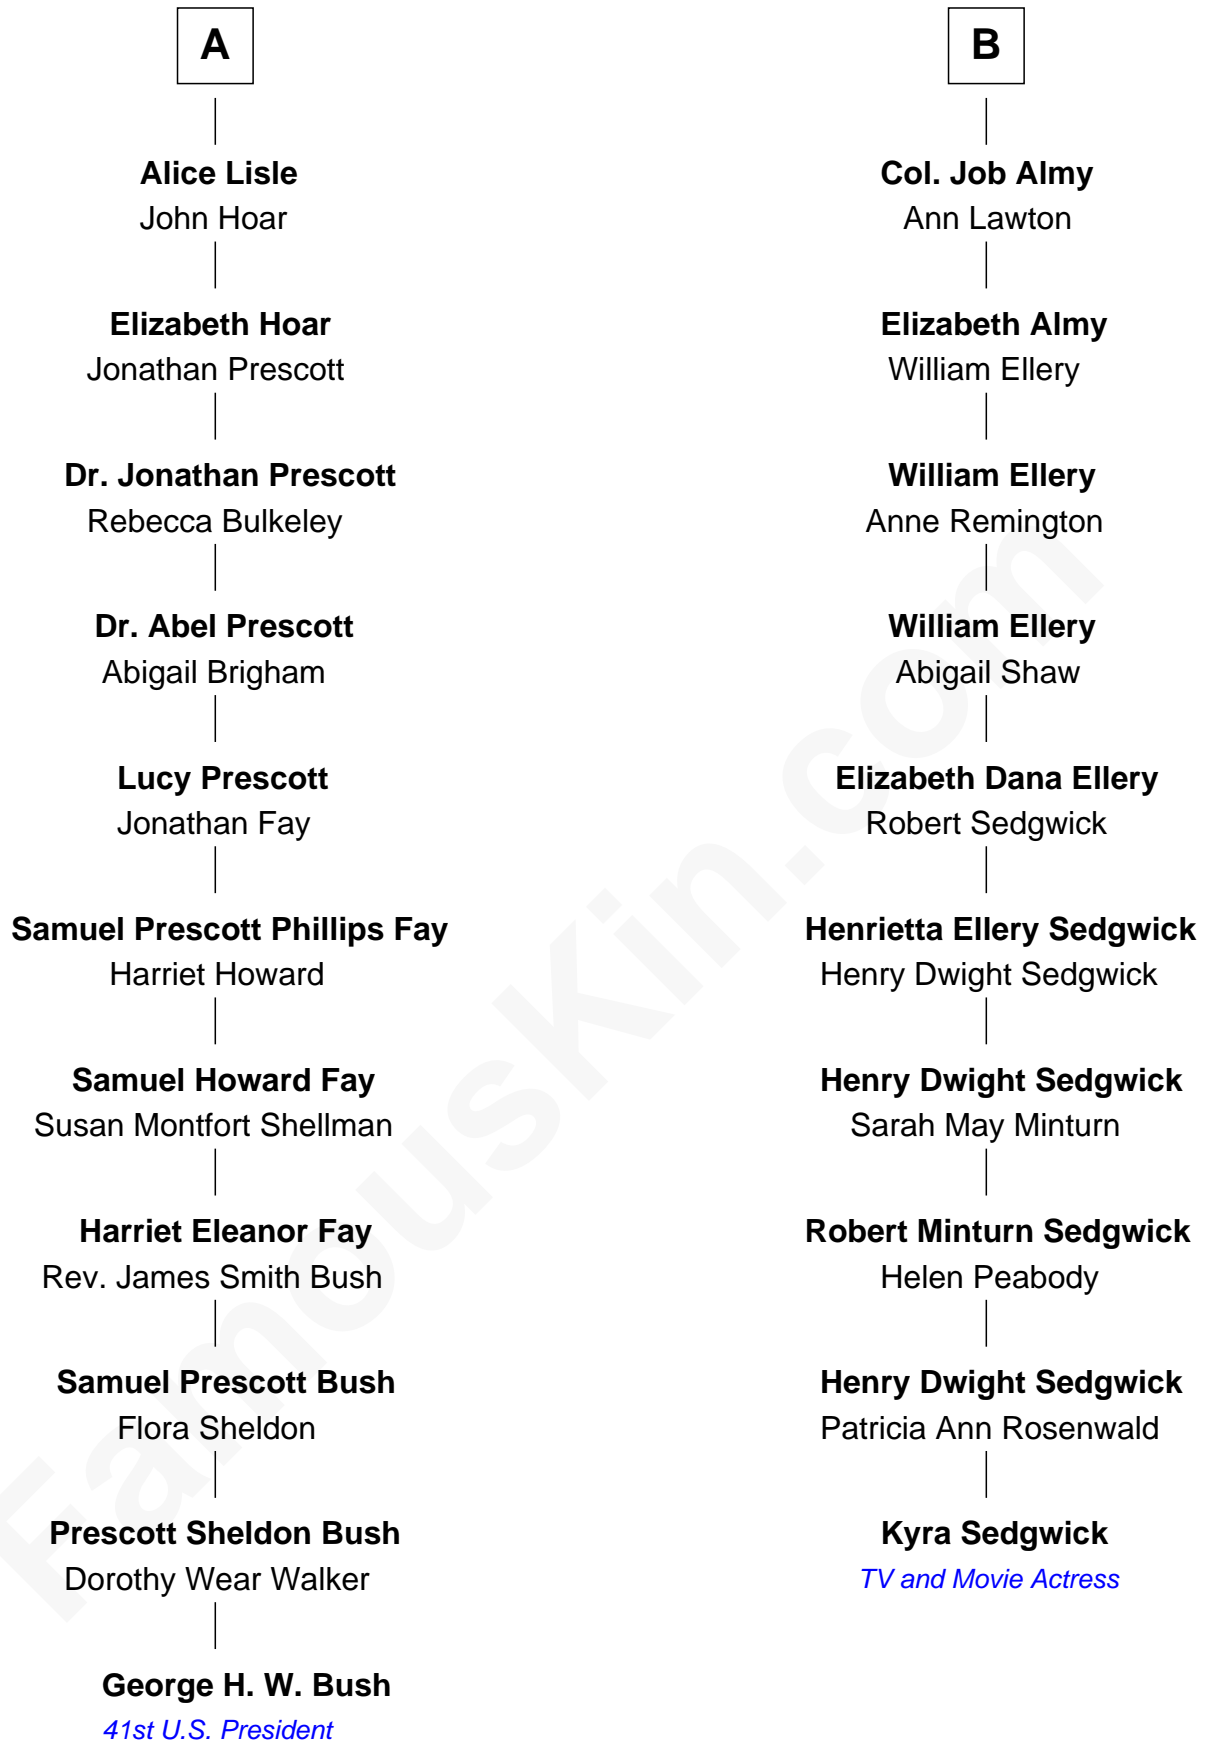 A
Alice Lisle
John Hoar
Elizabeth Hoar
Jonathan Prescott
Dr. Jonathan Prescott
Rebecca Bulkeley
Dr. Abel Prescott
Abigail Brigham
Lucy Prescott
Jonathan Fay
Samuel Prescott Phillips Fay
Harriet Howard
Samuel Howard Fay
Susan Montfort Shellman
Harriet Eleanor Fay
Rev. James Smith Bush
Samuel Prescott Bush
Flora Sheldon
Prescott Sheldon Bush
Dorothy Wear Walker
George H. W. Bush
41st U.S. President
B
Col. Job Almy
Ann Lawton
Elizabeth Almy
William Ellery
William Ellery
Anne Remington
William Ellery
Abigail Shaw
Elizabeth Dana Ellery
Robert Sedgwick
Henrietta Ellery Sedgwick
Henry Dwight Sedgwick
Henry Dwight Sedgwick
Sarah May Minturn
Robert Minturn Sedgwick
Helen Peabody
Henry Dwight Sedgwick
Patricia Ann Rosenwald
Kyra Sedgwick
TV and Movie Actress
FamousKin.com